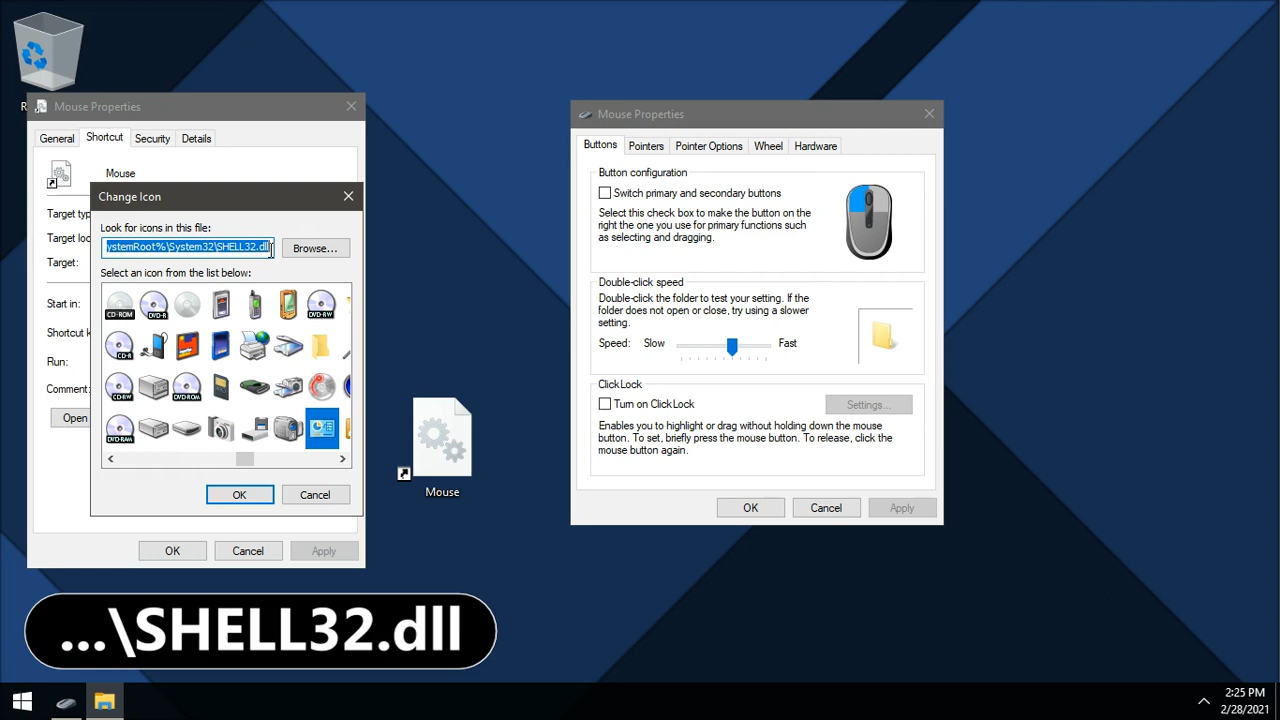 R
Mouse Properties
General
Shortcut
Security
Details
Mouse
Target typ
Target loc
Target:
Start in:
Shortcut k
Run:
Comment:
Open
OK
Cancel
Apply
Change Icon
Look for icons in this file:
ystemRoot%\System32\SHELL32.dll
Browse...
Select an icon from the list below:
CD-ROM
DVD-R
DVD-RW
CD-R
CD-RW
DVD-ROM
DVD-RAM
OK
Cancel
Mouse
Mouse Properties
Buttons
Pointers
Pointer Options
Wheel
Hardware
Button configuration
Switch primary and secondary buttons
Select this check box to make the button on the
right the one you use for primary functions such
as selecting and dragging.
Double-click speed
Double-click the folder to test your setting. If the
folder does not open or close, try using a slower
setting.
Speed:
Slow
Fast
ClickLock
Turn on ClickLock
Settings...
Enables you to highlight or drag without holding down the mouse
button. To set, briefly press the mouse button. To release, click the
mouse button again.
OK
Cancel
Apply
...\SHELL32.dll
2:25 PM
2/28/2021